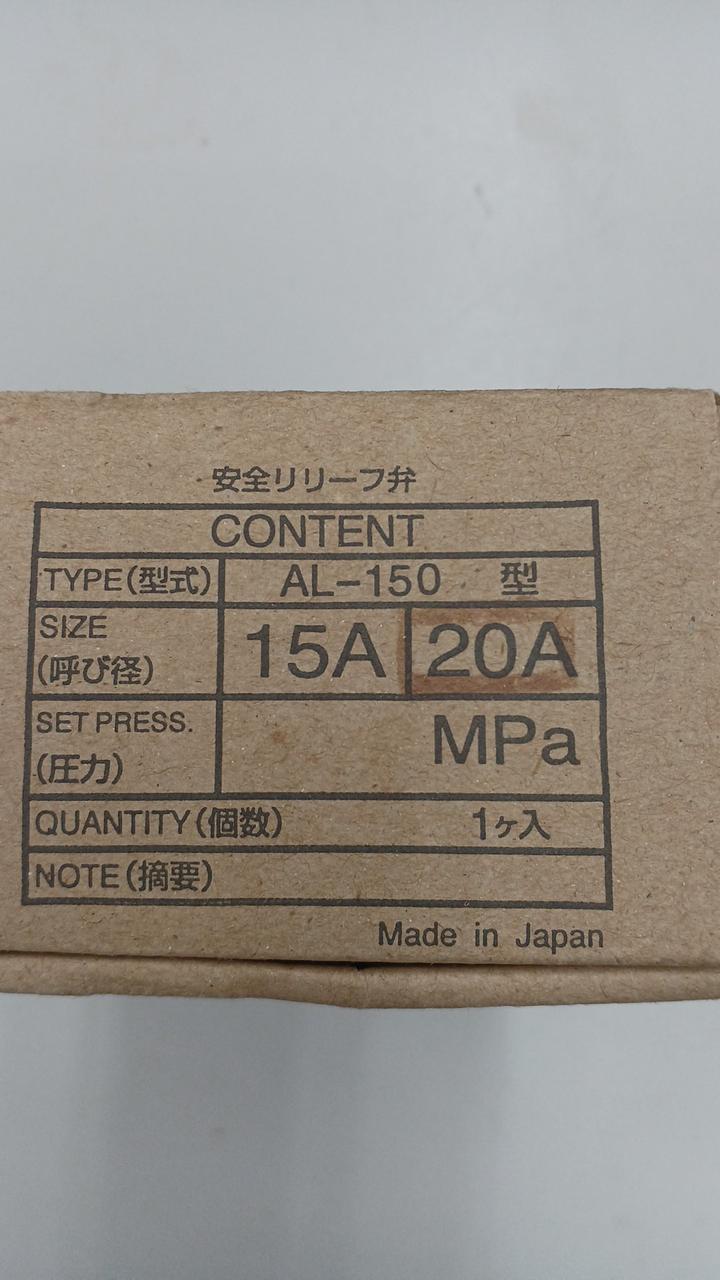 安全リリーフ弁
CONTENT
TYPE(型式) AL-150 型
SIZE
(呼び径) 15A 20A
SET PRESS.
(圧力) MPa
QUANTITY(個数) 1ヶ入
NOTE(摘要)
Made in Japan